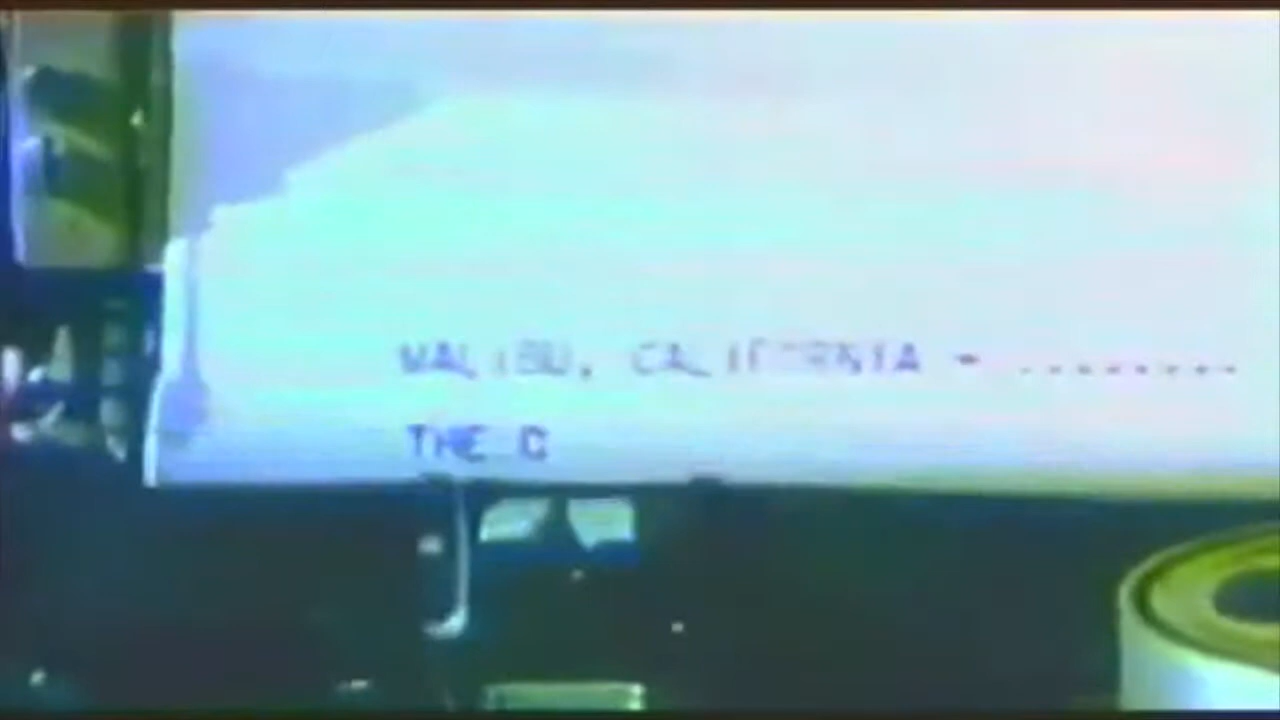 MALIBU, CALIFORNIA - ........
THE C